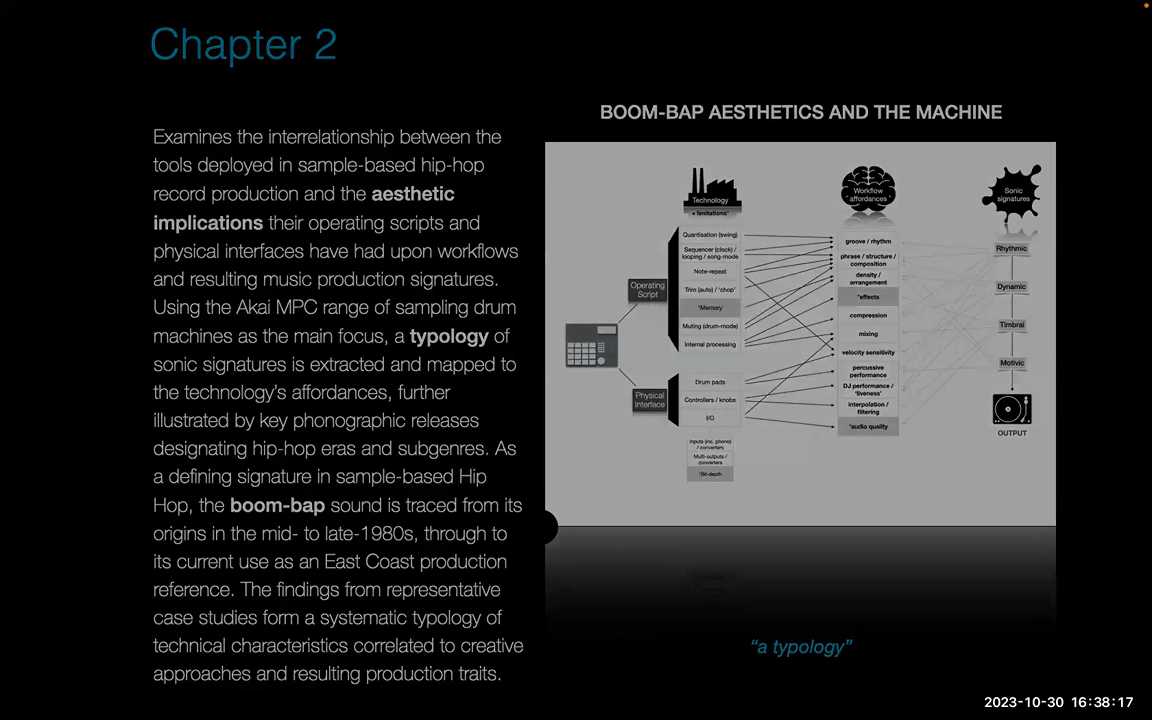 Chapter 2
Examines the interrelationship between the
tools deployed in sample-based hip-hop
record production and the aesthetic
implications their operating scripts and
physical interfaces have had upon workflows
and resulting music production signatures.
Using the Akai MPC range of sampling drum
machines as the main focus, a typology of
sonic signatures is extracted and mapped to
the technology's affordances, further
illustrated by key phonographic releases
designating hip-hop eras and subgenres. As
a defining signature in sample-based Hip
Hop, the boom-bap sound is traced from its
origins in the mid- to late-1980s, through to
its current use as an East Coast production
reference. The findings from representative
case studies form a systematic typology of
technical characteristics correlated to creative
approaches and resulting production traits.
BOOM-BAP AESTHETICS AND THE MACHINE
Technology
+ limitations*
Operating
Script
Quantisation (swing)
Sequencer (clock) /
looping / song-mode
Note-repeat
Trim (auto) / 'chop'
*Memory
Muting (drum-mode)
Internal processing
Physical
Interface
Drum pads
Controllers / knobs
I/O
Inputs (inc. phono)
/ converters
Multi-outputs /
converters
*Bit-depth
Workflow
affordances
groove / rhythm
phrase / structure /
composition
density /
arrangement
*effects
compression
mixing
velocity sensitivity
percussive
performance
DJ performance /
'liveness'
interpolation /
filtering
*audio quality
Sonic
signatures
Rhythmic
Dynamic
Timbral
Motivic
OUTPUT
"a typology"
2023-10-30 16:38:17